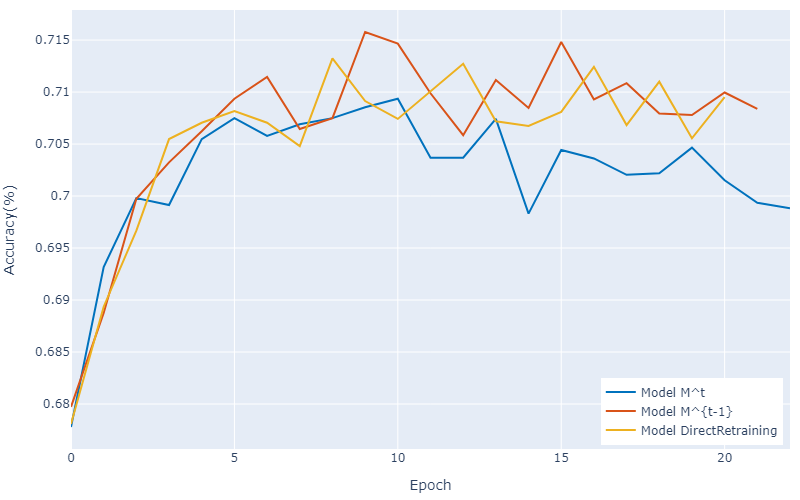 0.715
0.71
0.705
0.7
0.695
0.69
0.685
0.68
Accuracy(%)
0
5
10
15
20
Epoch
Model M^t
Model M^{t-1}
Model DirectRetraining